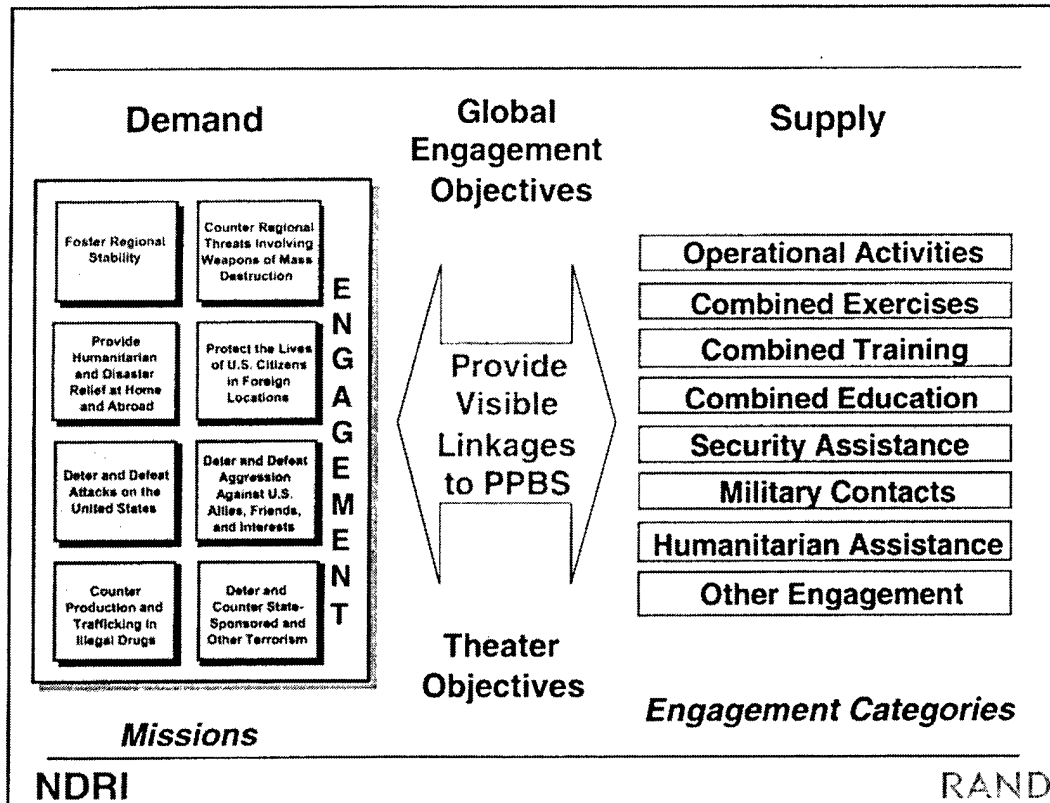 Demand
Foster Regional
Stability
Counter Regional
Threats Involving
Weapons of Mass
Destruction
Provide
Humanitarian
and Disaster
Relief at Home
and Abroad
Protect the Lives
of U.S. Citizens
in Foreign
Locations
Deter and Defeat
Attacks on the
United States
Deter and Defeat
Aggression
Against U.S.
Allies, Friends,
and Interests
Counter
Production and
Trafficking in
Illegal Drugs
Deter and
Counter State-
Sponsored and
Other Terrorism
ENGAGEMENT
Missions
Global
Engagement
Objectives
Provide
Visible
Linkages
to PPBS
Theater
Objectives
Supply
Operational Activities
Combined Exercises
Combined Training
Combined Education
Security Assistance
Military Contacts
Humanitarian Assistance
Other Engagement
Engagement Categories
NDRI
RAND